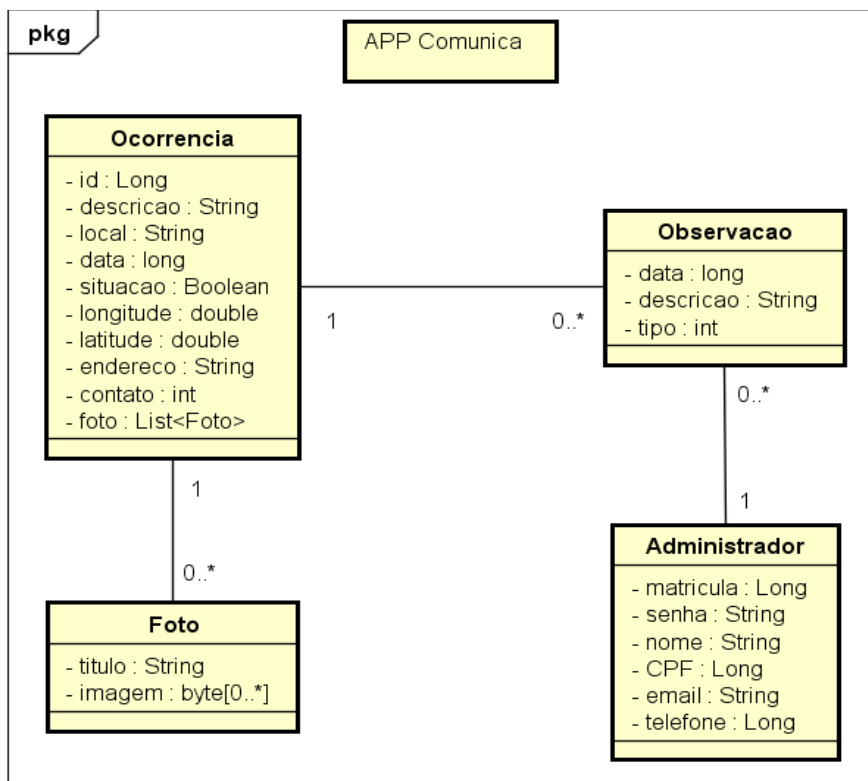 pkg
APP Comunica
Ocorrencia
- id : Long
- descricao : String
- local : String
- data : long
- situacao : Boolean
- longitude : double
- latitude : double
- endereco : String
- contato : int
- foto : List<Foto>
1
0..*
Observacao
- data : long
- descricao : String
- tipo : int
0..*
1
1
0..*
Foto
- titulo : String
- imagem : byte[0..*]
Administrador
- matricula : Long
- senha : String
- nome : String
- CPF : Long
- email : String
- telefone : Long